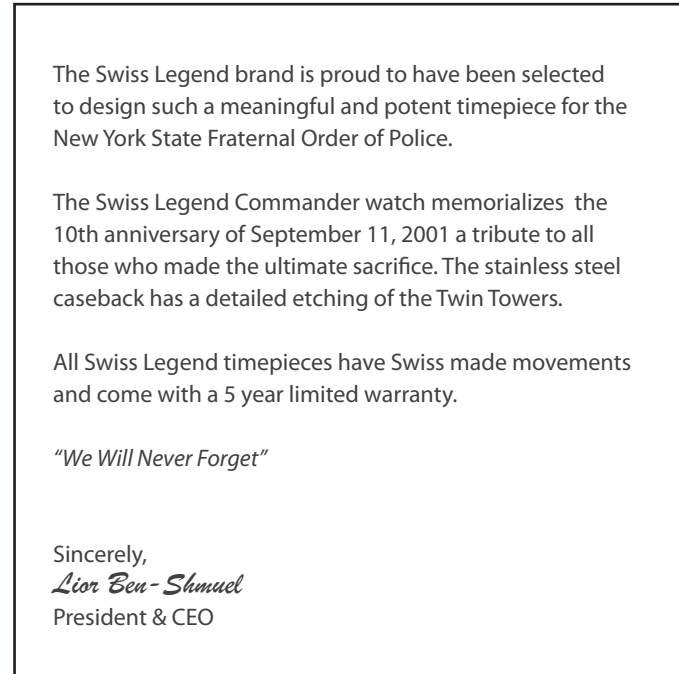 The Swiss Legend brand is proud to have been selected
to design such a meaningful and potent timepiece for the
New York State Fraternal Order of Police.
The Swiss Legend Commander watch memorializes  the
10th anniversary of September 11, 2001 a tribute to all
those who made the ultimate sacrifice. The stainless steel
caseback has a detailed etching of the Twin Towers.
All Swiss Legend timepieces have Swiss made movements
and come with a 5 year limited warranty.
“We Will Never Forget”
Sincerely,
Lior Ben-Shmuel
President & CEO